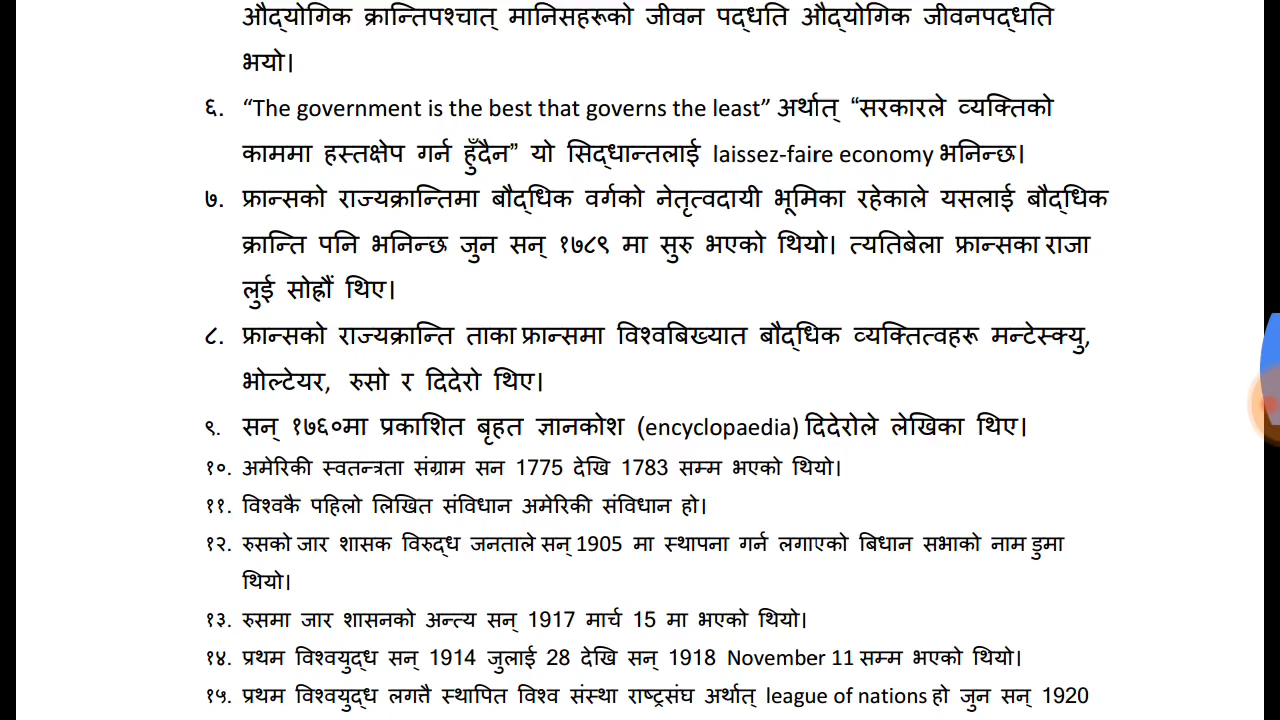 औद्योगिक क्रान्तिपश्चात् मानिसहरूको जीवन पद्धति औद्योगिक जीवनपद्धति
भयो।
६. “The government is the best that governs the least” अर्थात् “सरकारले व्यक्तिको
काममा हस्तक्षेप गर्न हुँदैन” यो सिद्धान्तलाई laissez-faire economy भनिन्छ।
७. फ्रान्सको राज्यक्रान्तिमा बौद्धिक वर्गको नेतृत्वदायी भूमिका रहेकाले यसलाई बौद्धिक
क्रान्ति पनि भनिन्छ जुन सन् १७८९ मा सुरु भएको थियो। त्यतिबेला फ्रान्सका राजा
लुई सोह्रौं थिए।
८. फ्रान्सको राज्यक्रान्ति ताका फ्रान्समा विश्वबिख्यात बौद्धिक व्यक्तित्वहरू मन्टेस्क्यु,
भोल्टेयर, रुसो र दिदेरो थिए।
९. सन् १७६०मा प्रकाशित बृहत ज्ञानकोश (encyclopaedia) दिदेरोले लेखिका थिए।
१०. अमेरिकी स्वतन्त्रता संग्राम सन 1775 देखि 1783 सम्म भएको थियो।
११. विश्वकै पहिलो लिखित संविधान अमेरिकी संविधान हो।
१२. रुसको जार शासक विरुद्ध जनताले सन् 1905 मा स्थापना गर्न लगाएको बिधान सभाको नाम डुमा
थियो।
१३. रुसमा जार शासनको अन्त्य सन् 1917 मार्च 15 मा भएको थियो।
१४. प्रथम विश्वयुद्ध सन् 1914 जुलाई 28 देखि सन् 1918 November 11 सम्म भएको थियो।
१५. प्रथम विश्वयुद्ध लगत्तै स्थापित विश्व संस्था राष्ट्रसंघ अर्थात् league of nations हो जुन सन् 1920